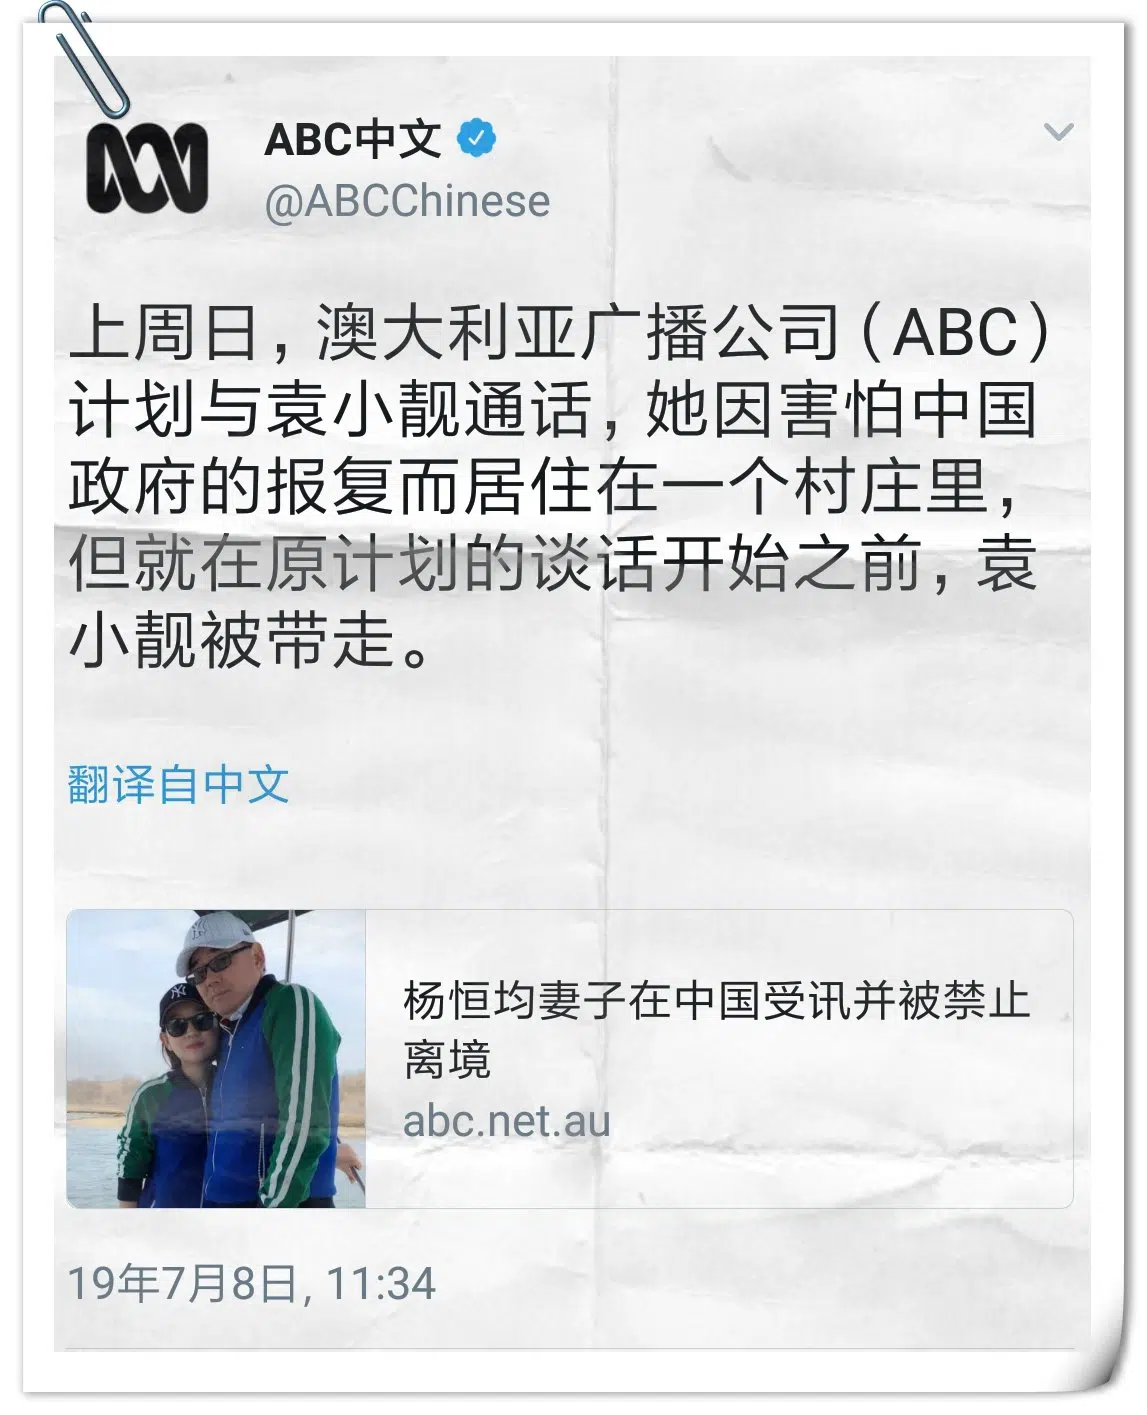 ABC中文
@ABCChinese
上周日，澳大利亚广播公司（ABC）
计划与袁小靓通话，她因害怕中国
政府的报复而居住在一个村庄里，
但就在原计划的谈话开始之前，袁
小靓被带走。
翻译自中文
杨恒均妻子在中国受讯并被禁止
离境
abc.net.au
19年7月8日, 11:34